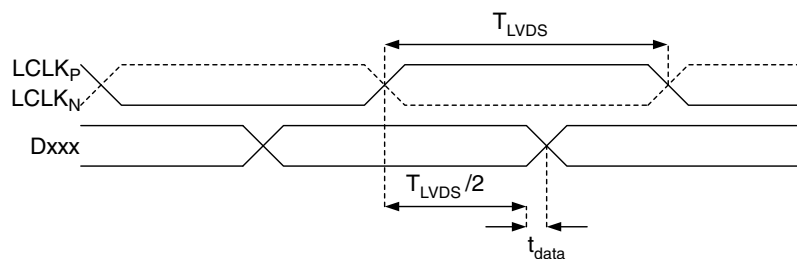 T_LVDS
LCLK_P
LCLK_N
Dxxx
T_LVDS/2
t_data